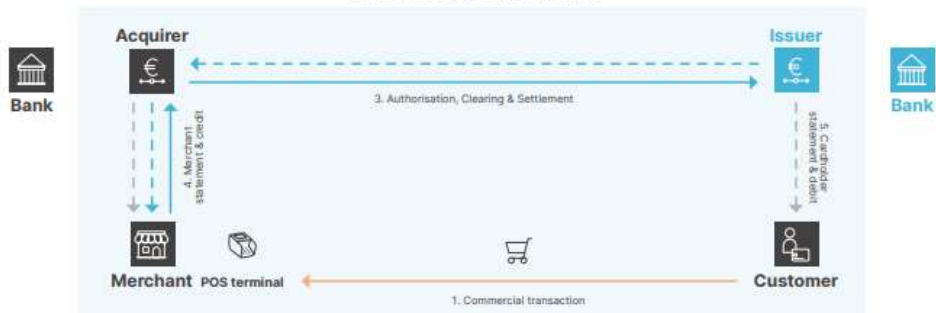 Acquirer
Issuer
Bank
Bank
3. Authorisation, Clearing & Settlement
4. Merchant
statement & credit
5. Cardholder
statement & debit
Merchant
POS terminal
Customer
1. Commercial transaction